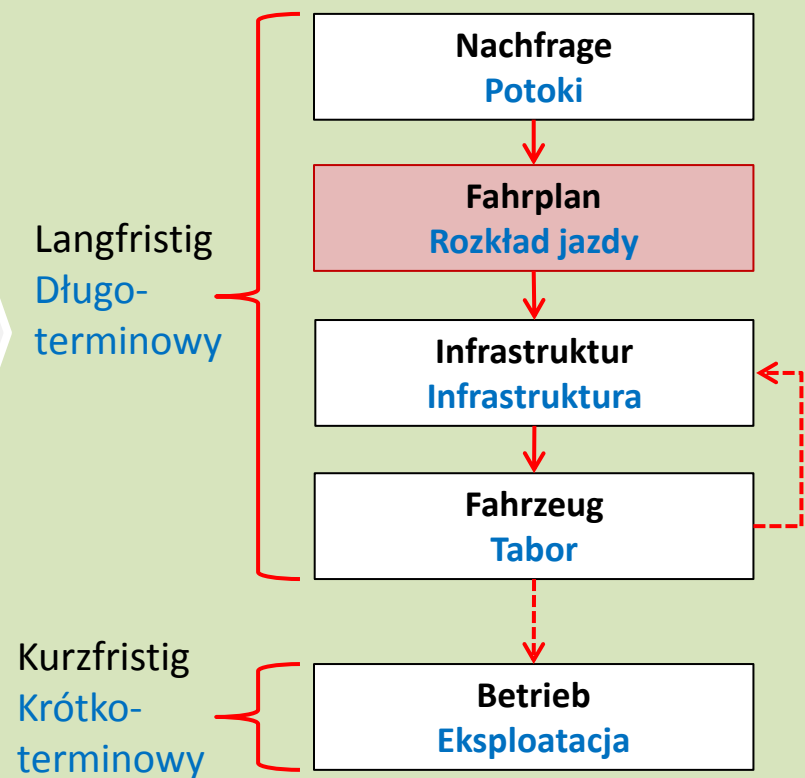 Nachfrage
Potoki
Fahrplan
Rozkład jazdy
Langfristig
Długo-
terminowy
Infrastruktur
Infrastruktura
Fahrzeug
Tabor
Kurzfristig
Krótko-
terminowy
Betrieb
Eksploatacja